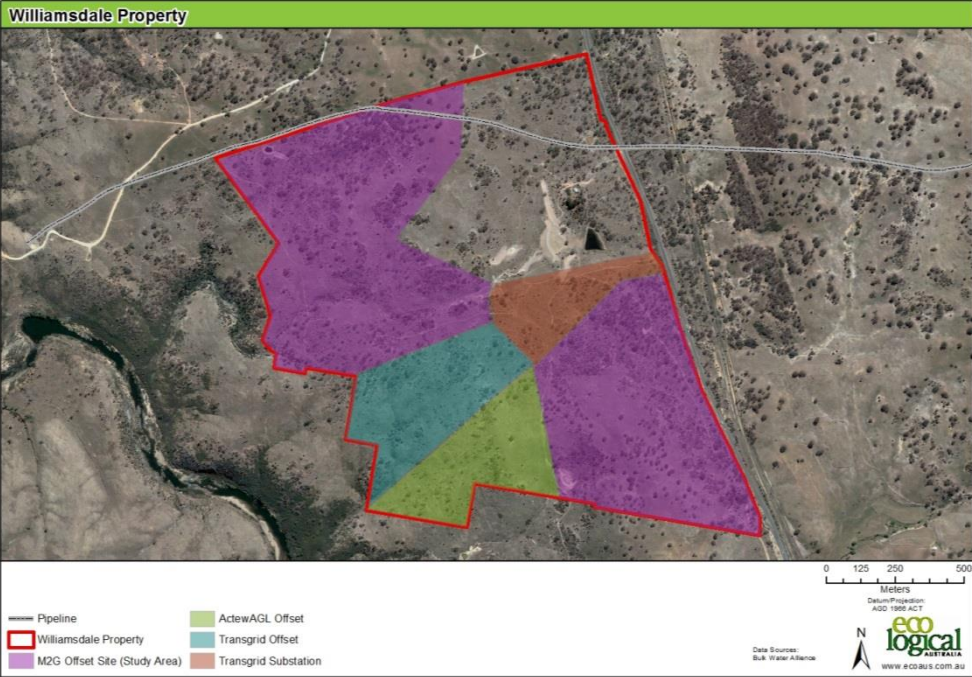 Williamsdale Property
0 125 250 500
Meters
Datum/Projection:
AGD 1966 ACT
Pipeline
Williamsdale Property
M2G Offset Site (Study Area)
ActewAGL Offset
Transgrid Offset
Transgrid Substation
Data Sources:
Bulk Water Alliance
N
eco
logical
AUSTRALIA
www.ecoaus.com.au